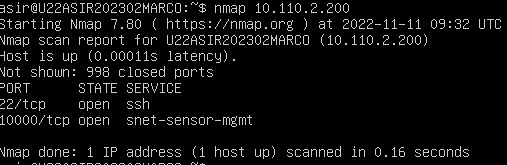 asir@U22ASIR202302MARCO:~$ nmap 10.110.2.200
Starting Nmap 7.80 ( https://nmap.org ) at 2022-11-11 09:32 UTC
Nmap scan report for U22ASIR202302MARCO (10.110.2.200)
Host is up (0.00011s latency).
Not shown: 998 closed ports
PORT      STATE SERVICE
22/tcp    open  ssh
10000/tcp open  snet-sensor-mgmt
Nmap done: 1 IP address (1 host up) scanned in 0.16 seconds